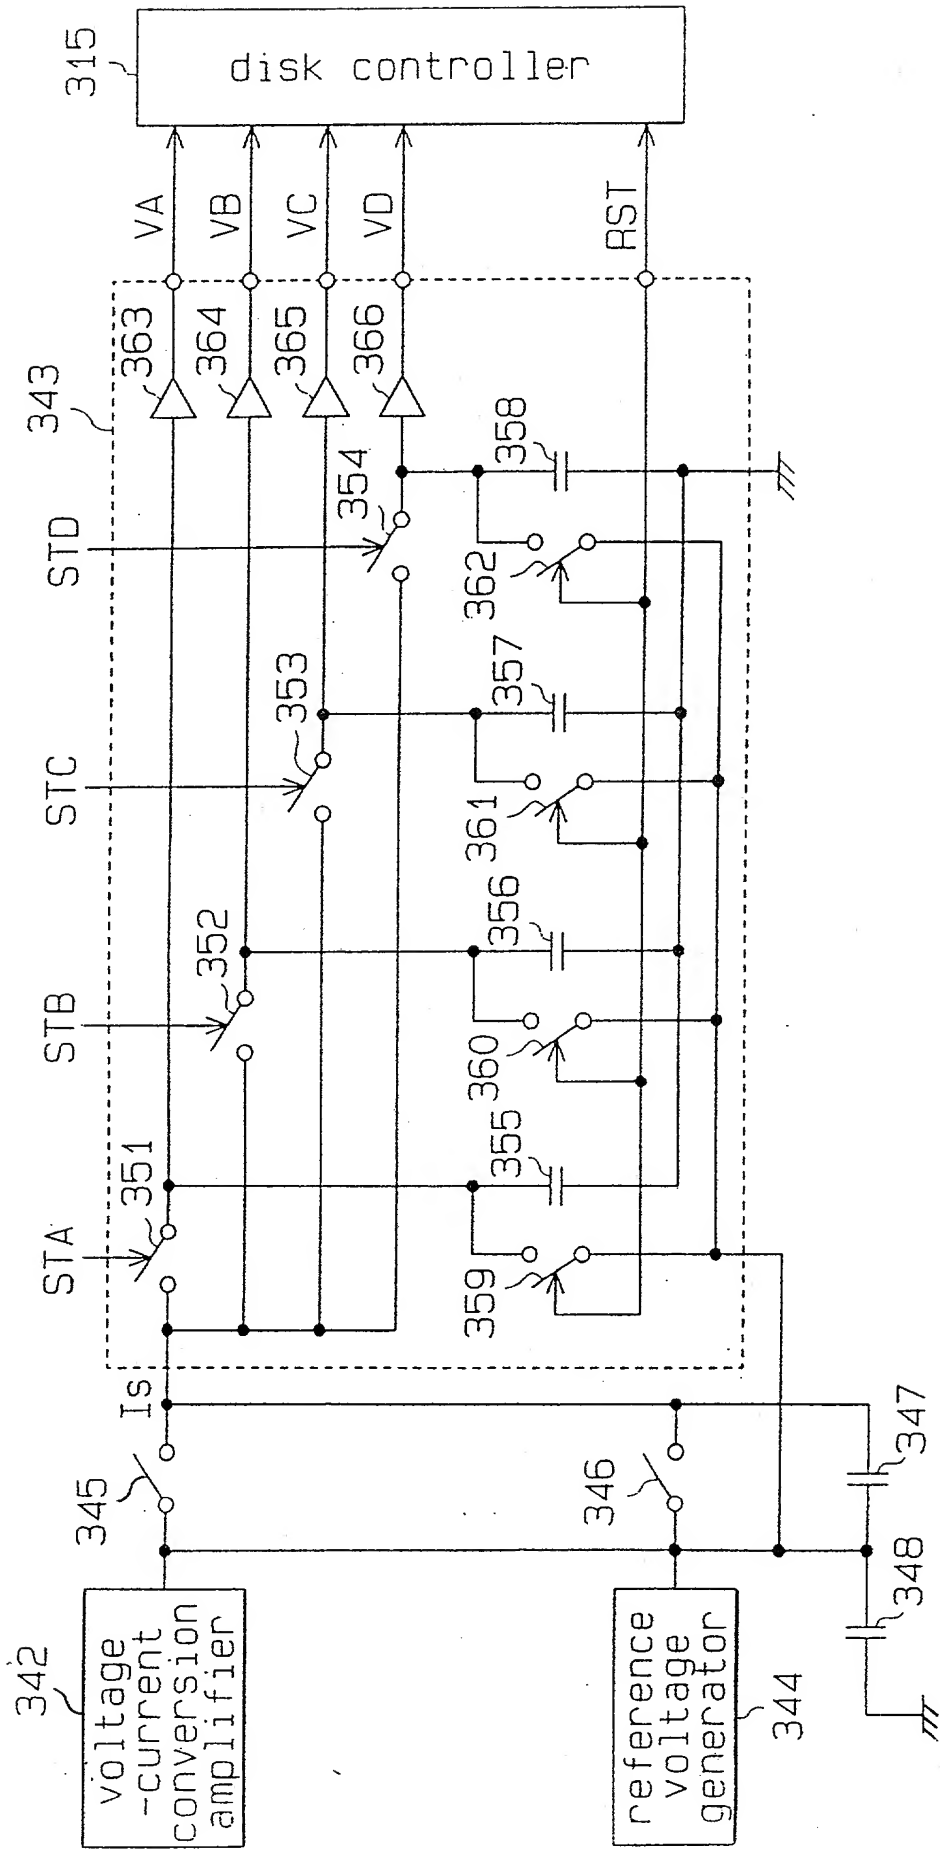 315
disk controller
VA
VB
VC
VD
RST
343
363
364
365
366
STD
354
358
362
STC
353
357
361
STB
352
356
360
STA
351
355
359
Is
345
346
347
348
342
voltage
-current
conversion
amplifier
reference
voltage
generator
344